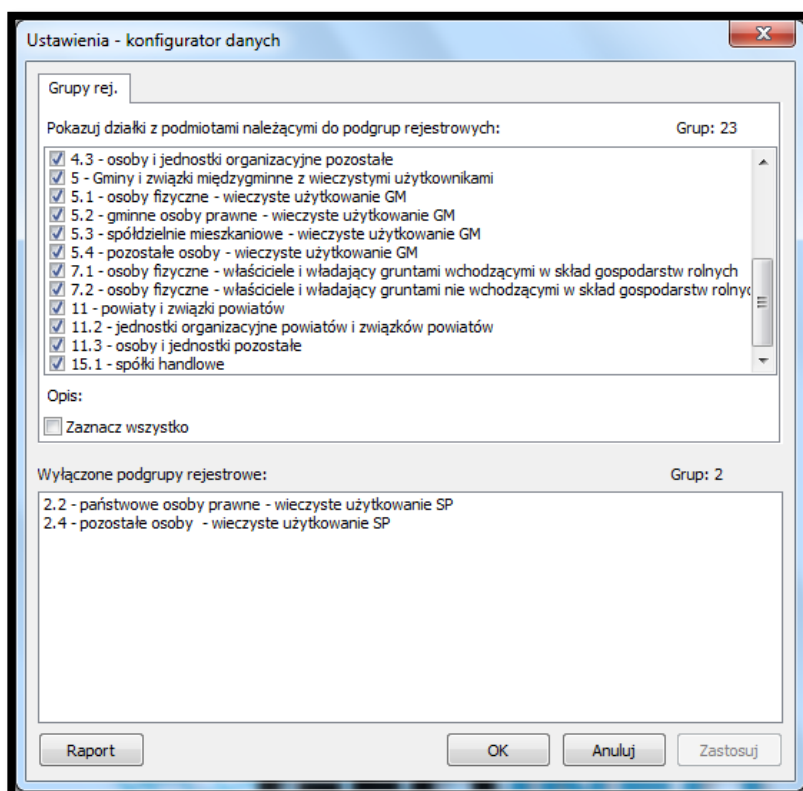 Ustawienia - konfigurator danych
Grupy rej.
Pokazuj działki z podmiotami należącymi do podgrup rejestrowych: Grup: 23
4.3 - osoby i jednostki organizacyjne pozostałe
5 - Gminy i związki międzygminne z wieczystymi użytkownikami
5.1 - osoby fizyczne - wieczyste użytkowanie GM
5.2 - gminne osoby prawne - wieczyste użytkowanie GM
5.3 - spółdzielnie mieszkaniowe - wieczyste użytkowanie GM
5.4 - pozostałe osoby - wieczyste użytkowanie GM
7.1 - osoby fizyczne - właściciele i władający gruntami wchodzącymi w skład gospodarstw rolnych
7.2 - osoby fizyczne - właściciele i władający gruntami nie wchodzącymi w skład gospodarstw rolnyc
11 - powiaty i związki powiatów
11.2 - jednostki organizacyjne powiatów i związków powiatów
11.3 - osoby i jednostki pozostałe
15.1 - spółki handlowe
Opis:
Zaznacz wszystko
Wyłączone podgrupy rejestrowe: Grup: 2
2.2 - państwowe osoby prawne - wieczyste użytkowanie SP
2.4 - pozostałe osoby - wieczyste użytkowanie SP
Raport OK Anuluj Zastosuj